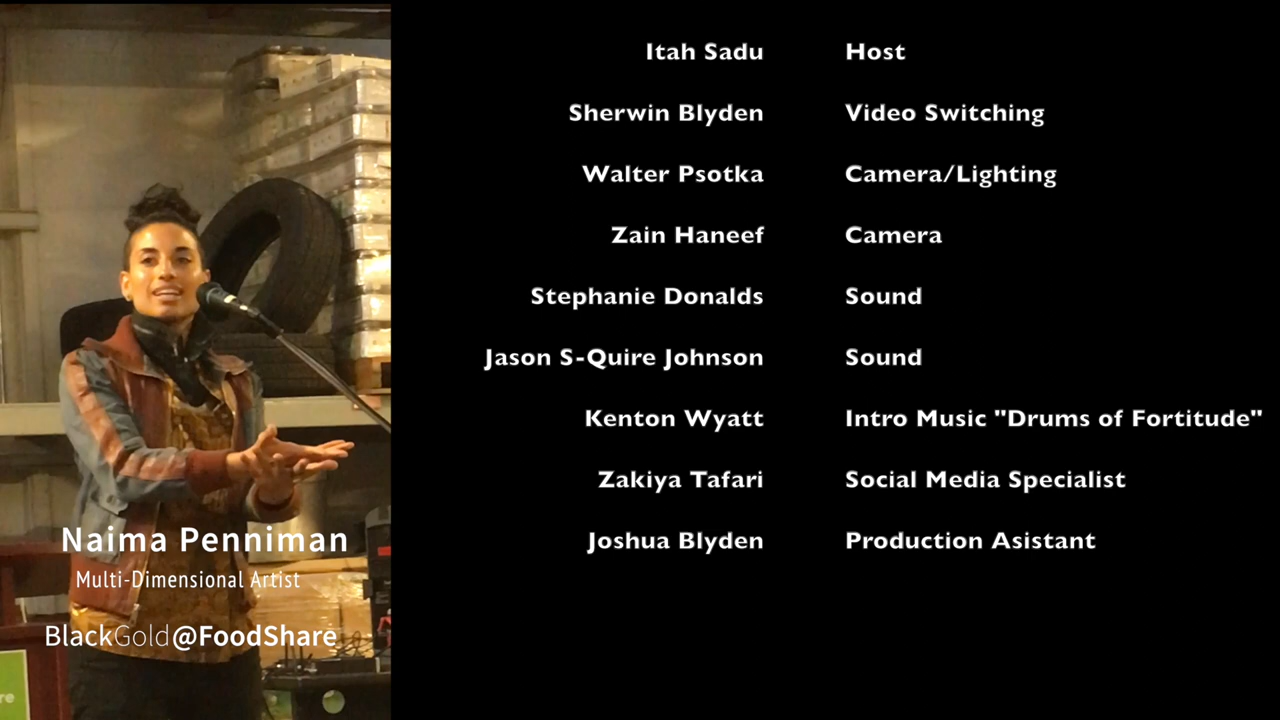 Itah Sadu Host
Sherwin Blyden Video Switching
Walter Psotka Camera/Lighting
Zain Haneef Camera
Stephanie Donalds Sound
Jason S-Quire Johnson Sound
Kenton Wyatt Intro Music "Drums of Fortitude"
Zakiya Tafari Social Media Specialist
Joshua Blyden Production Asistant
Naima Penniman
Multi-Dimensional Artist
BlackGold@FoodShare
re